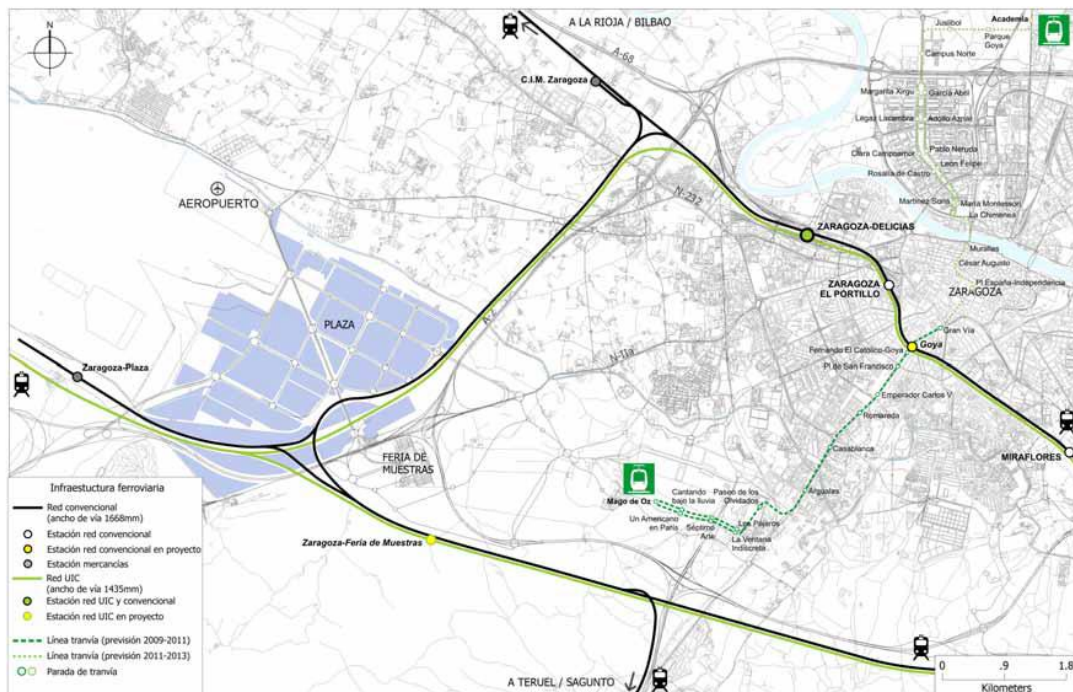 N
A LA RIOJA / BILBAO
A-68
C.I.M. Zaragoza
Juslibol
Academia
Parque
Goya
Campus Norte
Margarita Xirgu
García Abril
Legaz Lacambra
Adolfo Aznar
Clara Campoamor
Pablo Neruda
León Felipe
Rosalía de Castro
Martínez Soria
María Montessori
La Chimenea
Murallas
César Augusto
Pl España-Independencia
ZARAGOZA
AEROPUERTO
N-232
ZARAGOZA-DELICIAS
ZARAGOZA
EL PORTILLO
PLAZA
A-2
N-IIa
Gran Vía
Goya
Fernando El Católico-Goya
Pl de San Francisco
Emperador Carlos V
Romareda
Casablanca
Argualas
MIRAFLORES
Zaragoza-Plaza
FERIA DE
MUESTRAS
Mago de Oz
Cantando
bajo la lluvia
Paseo de los
Olvidados
Un Americano
en París
Séptimo
Arte
Los Pájaros
La Ventana
Indiscreta
Zaragoza-Feria de Muestras
A TERUEL / SAGUNTO
Infraestuctura ferroviaria
Red convencional
(ancho de vía 1668mm)
Estación red convencional
Estación red convencional en proyecto
Estación mercancías
Red UIC
(ancho de vía 1435mm)
Estación red UIC y convencional
Estación red UIC en proyecto
Línea tranvía (previsión 2009-2011)
Línea tranvía (previsión 2011-2013)
Parada de tranvía
0 .9 1.8
Kilometers